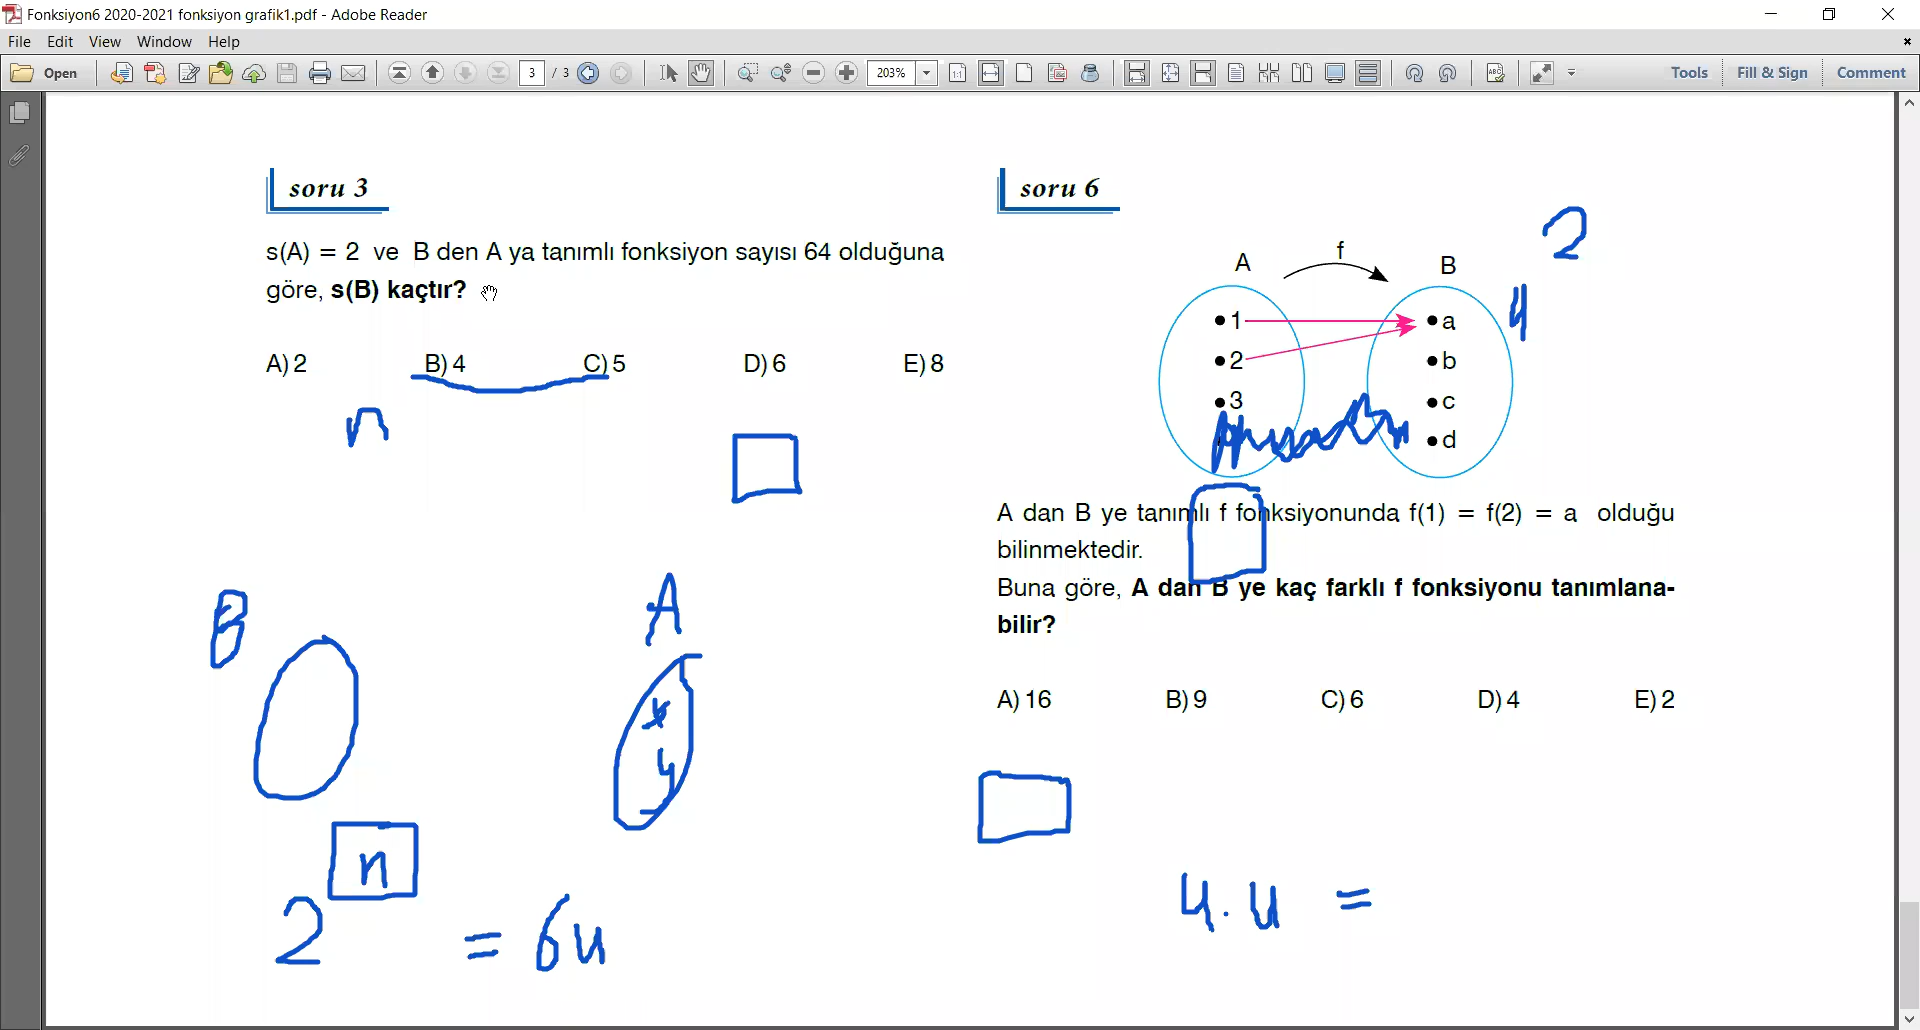 Fonksiyon6 2020-2021 fonksiyon grafik1.pdf - Adobe Reader
File Edit View Window Help
Open 3 / 3 203% Tools Fill & Sign Comment
soru 3
s(A) = 2 ve B den A ya tanımlı fonksiyon sayısı 64 olduğuna
göre, s(B) kaçtır?
A) 2 B) 4 C) 5 D) 6 E) 8
n
B
A
x
y
n
2 = 64
soru 6
2
A f B
4
1 a
2 b
3 c
d
A dan B ye tanımlı f fonksiyonunda f(1) = f(2) = a olduğu
bilinmektedir.
Buna göre, A dan B ye kaç farklı f fonksiyonu tanımlana-
bilir?
A) 16 B) 9 C) 6 D) 4 E) 2
4 . 4 =